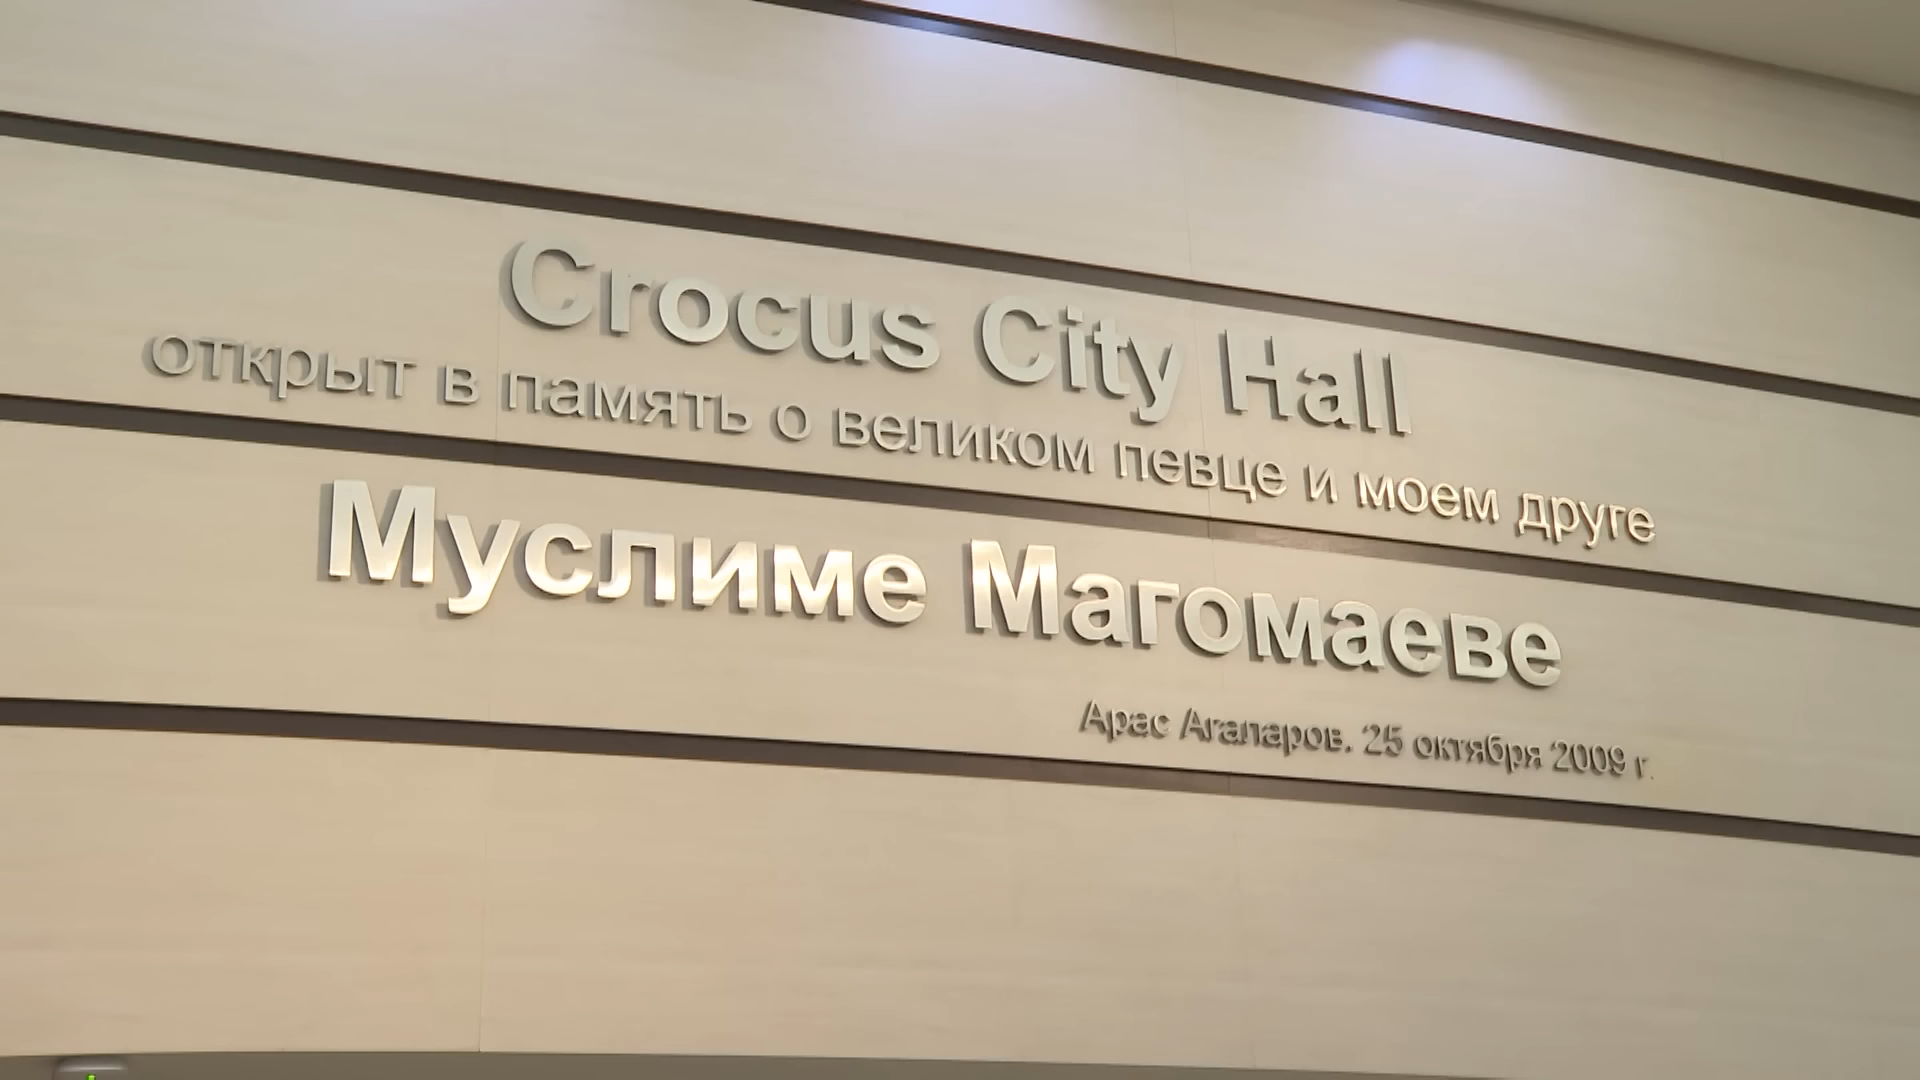 Crocus City Hall
открыт в память о великом певце и моем друге
Муслиме Магомаеве
Арас Агаларов. 25 октября 2009 г.